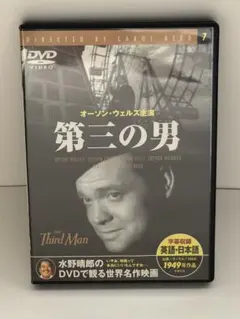 DIRECTED BY CAROL REED
7
DVD
VIDEO
オーソン・ウェルズ主演
第三の男
THE
Third Man
字幕収録
英語・日本語
1949年作品
水野晴郎の
DVDで観る世界名作映画